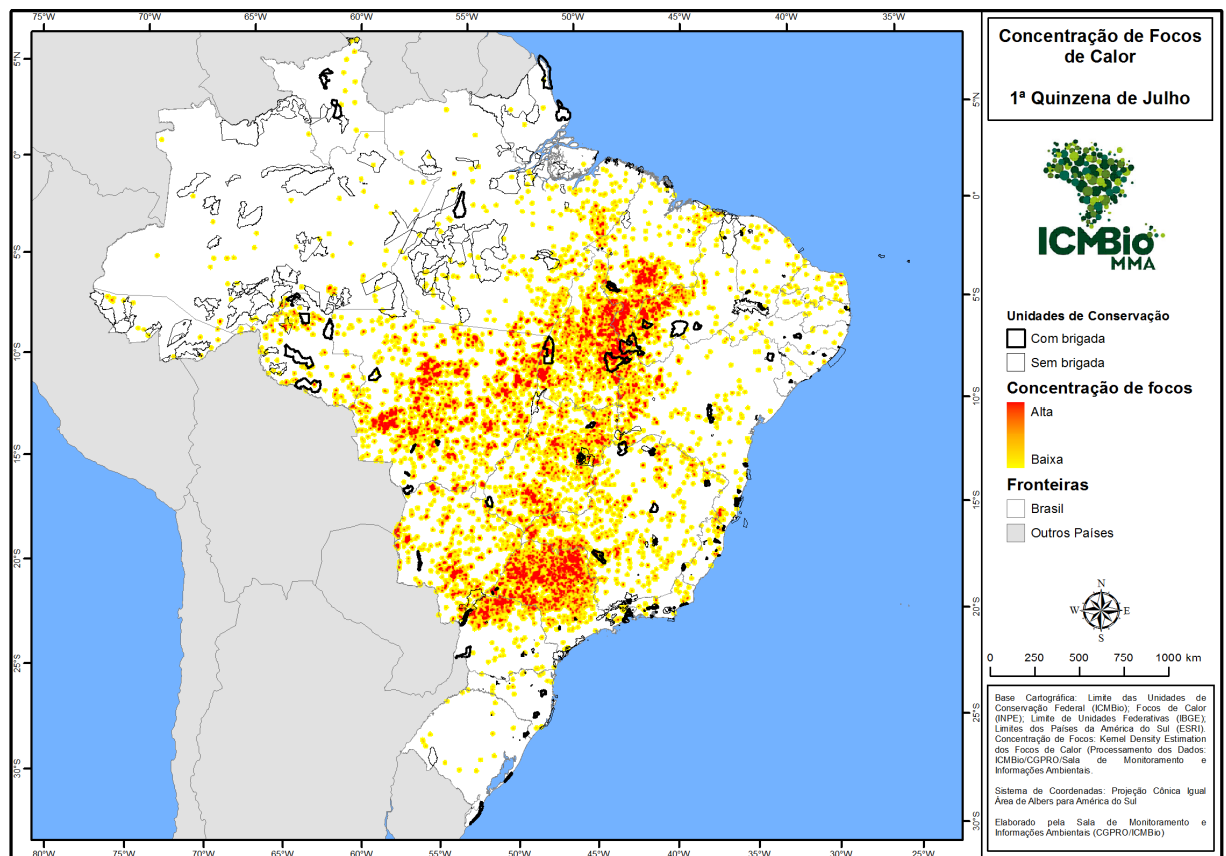 75°W 70°W 65°W 60°W 55°W 50°W 45°W 40°W 35°W
5°N
0°
5°S
10°S
15°S
20°S
25°S
30°S
5°N
0°
5°S
10°S
15°S
20°S
25°S
30°S
80°W 75°W 70°W 65°W 60°W 55°W 50°W 45°W 40°W 35°W 30°W 25°W
Concentração de Focos
de Calor
1ª Quinzena de Julho
ICMBio
MMA
Unidades de Conservação
Com brigada
Sem brigada
Concentração de focos
Alta
Baixa
Fronteiras
Brasil
Outros Países
N
W E
S
0 250 500 750 1000 km
Base Cartográfica: Limite das Unidades de
Conservação Federal (ICMBio); Focos de Calor
(INPE); Limite de Unidades Federativas (IBGE);
Limites dos Países da América do Sul (ESRI).
Concentração de Focos: Kernel Density Estimation
dos Focos de Calor (Processamento dos Dados:
ICMBio/CGPRO/Sala de Monitoramento e
Informações Ambientais.
Sistema de Coordenadas: Projeção Cônica Igual
Área de Albers para América do Sul
Elaborado pela Sala de Monitoramento e
Informações Ambientais (CGPRO/ICMBio)